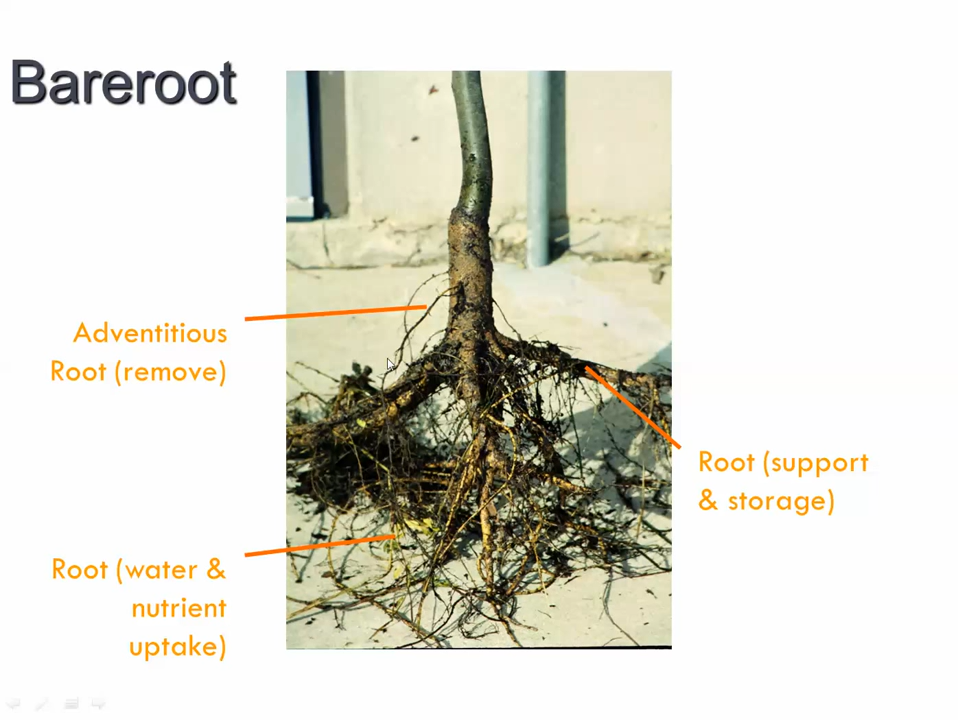 Bareroot
Adventitious
Root (remove)
Root (support
& storage)
Root (water &
nutrient
uptake)